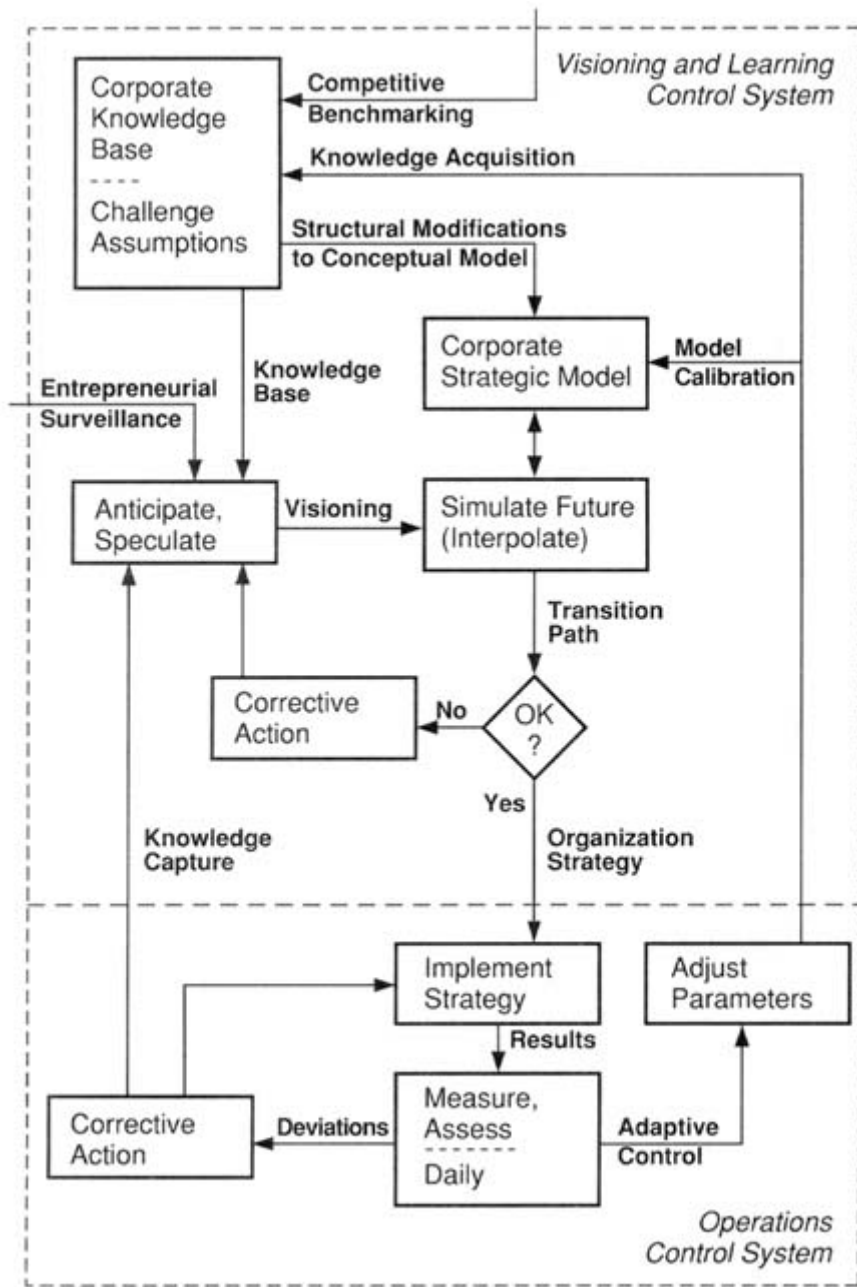 Visioning and Learning
Control System
Corporate
Knowledge
Base
Challenge
Assumptions
Competitive
Benchmarking
Knowledge Acquisition
Structural Modifications
to Conceptual Model
Corporate
Strategic Model
Model
Calibration
Knowledge
Base
Entrepreneurial
Surveillance
Anticipate,
Speculate
Visioning
Simulate Future
(Interpolate)
Transition
Path
Corrective
Action
No
OK
?
Yes
Knowledge
Capture
Organization
Strategy
Implement
Strategy
Adjust
Parameters
Results
Corrective
Action
Deviations
Measure,
Assess
Daily
Adaptive
Control
Operations
Control System